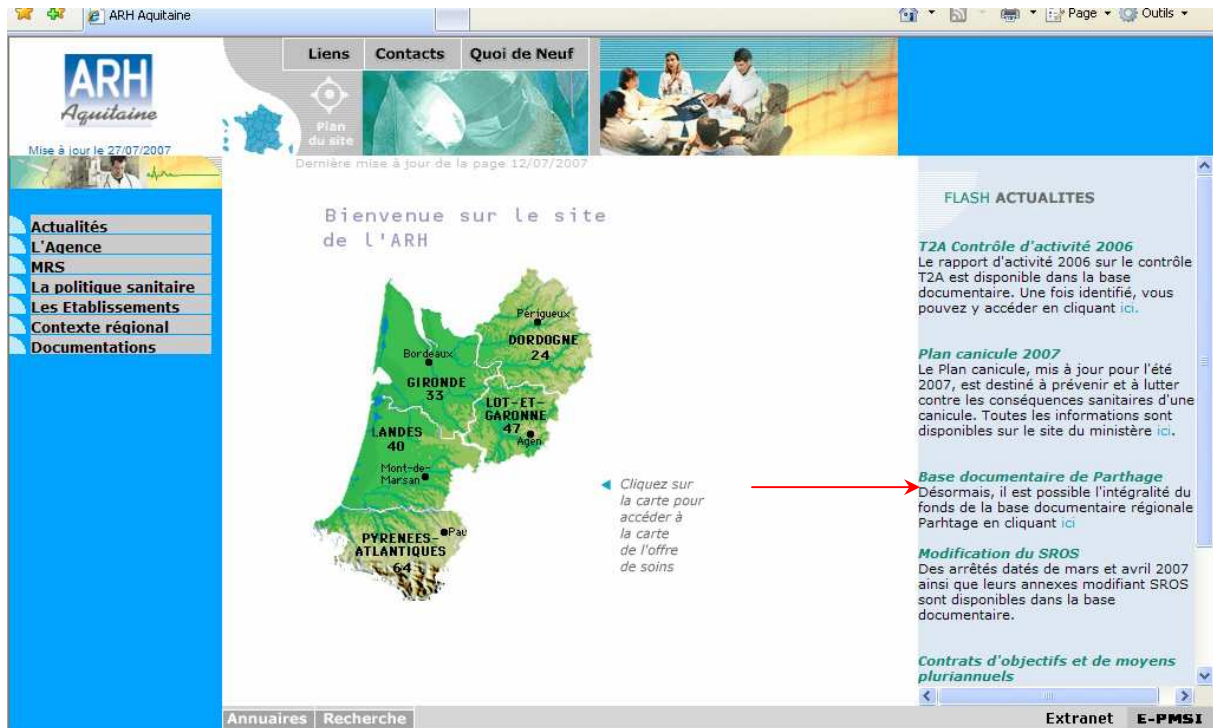 ARH Aquitaine
Page
Outils
ARH
Aquitaine
Mise à jour le 27/07/2007
Liens
Contacts
Quoi de Neuf
Plan
du site
Dernière mise à jour de la page 12/07/2007
Actualités
L'Agence
MRS
La politique sanitaire
Les Etablissements
Contexte régional
Documentations
Bienvenue sur le site
de l'ARH
Périgueux
DORDOGNE
24
Bordeaux
GIRONDE
33
LOT-ET-
GARONNE
47
Agen
LANDES
40
Mont-de-
Marsan
Pau
PYRENEES-
ATLANTIQUES
64
Cliquez sur
la carte pour
accéder à
la carte
de l'offre
de soins
FLASH ACTUALITES
T2A Contrôle d'activité 2006
Le rapport d'activité 2006 sur le contrôle
T2A est disponible dans la base
documentaire. Une fois identifié, vous
pouvez y accéder en cliquant ici.
Plan canicule 2007
Le Plan canicule, mis à jour pour l'été
2007, est destiné à prévenir et à lutter
contre les conséquences sanitaires d'une
canicule. Toutes les informations sont
disponibles sur le site du ministère ici.
Base documentaire de Parthage
Désormais, il est possible l'intégralité du
fonds de la base documentaire régionale
Parhtage en cliquant ici
Modification du SROS
Des arrêtés datés de mars et avril 2007
ainsi que leurs annexes modifiant SROS
sont disponibles dans la base
documentaire.
Contrats d'objectifs et de moyens
pluriannuels
Annuaires
Recherche
Extranet
E-PMSI